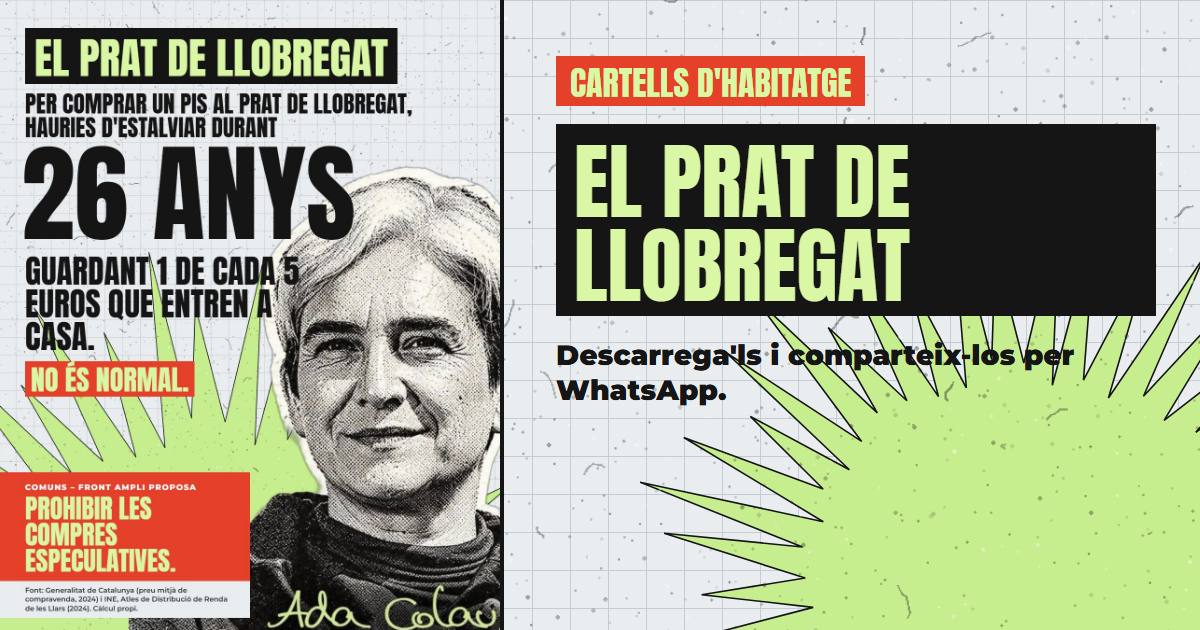 EL PRAT DE LLOBREGAT
PER COMPRAR UN PIS AL PRAT DE LLOBREGAT,
HAURIES D'ESTALVIAR DURANT
26 ANYS
GUARDANT 1 DE CADA 5
EUROS QUE ENTREN A
CASA.
NO ÉS NORMAL.
COMUNS – FRONT AMPLI PROPOSA
PROHIBIR LES
COMPRES
ESPECULATIVES.
Font: Generalitat de Catalunya (preu mitjà de
compravenda, 2024) i INE, Atles de Distribució de Renda
de les Llars (2024). Càlcul propi.
Ada Colau
CARTELLS D'HABITATGE
EL PRAT DE
LLOBREGAT
Descarrega'ls i comparteix-los per
WhatsApp.